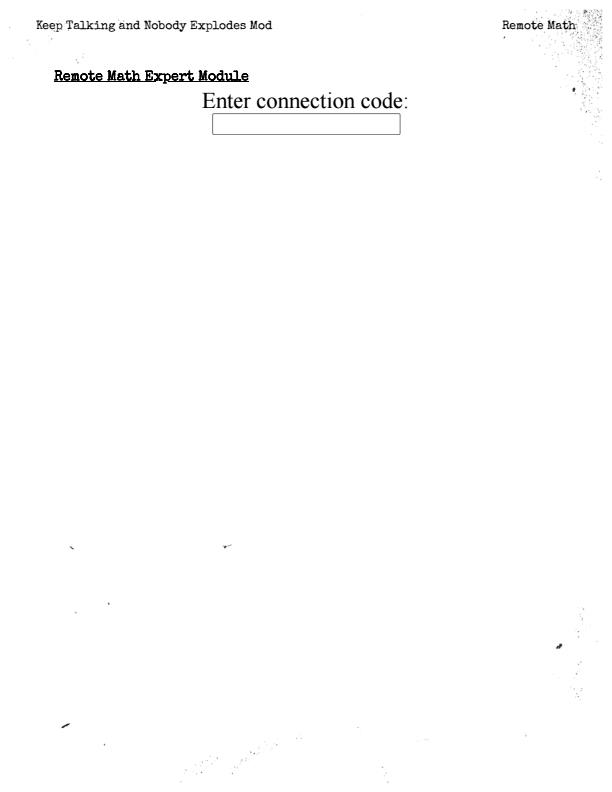 Keep Talking and Nobody Explodes Mod
Remote Math
Remote Math Expert Module
Enter connection code: